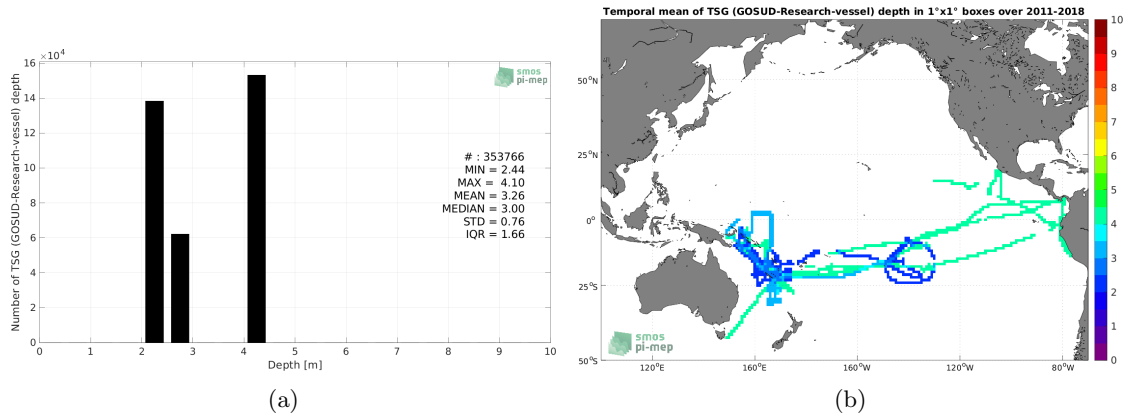 Temporal mean of TSG (GOSUD-Research-vessel) depth in 1°x1° boxes over 2011-2018
×10⁴
16
14
12
10
8
6
4
2
0
Number of TSG (GOSUD-Research-vessel) depth
smos
pi-mep
# : 353766
MIN = 2.44
MAX = 4.10
MEAN = 3.26
MEDIAN = 3.00
STD = 0.76
IQR = 1.66
0 1 2 3 4 5 6 7 8 9 10
Depth [m]
(a)
50°N
25°N
0°
25°S
50°S
120°E 160°E 160°W 120°W 80°W
smos
pi-mep
10
9
8
7
6
5
4
3
2
1
0
(b)